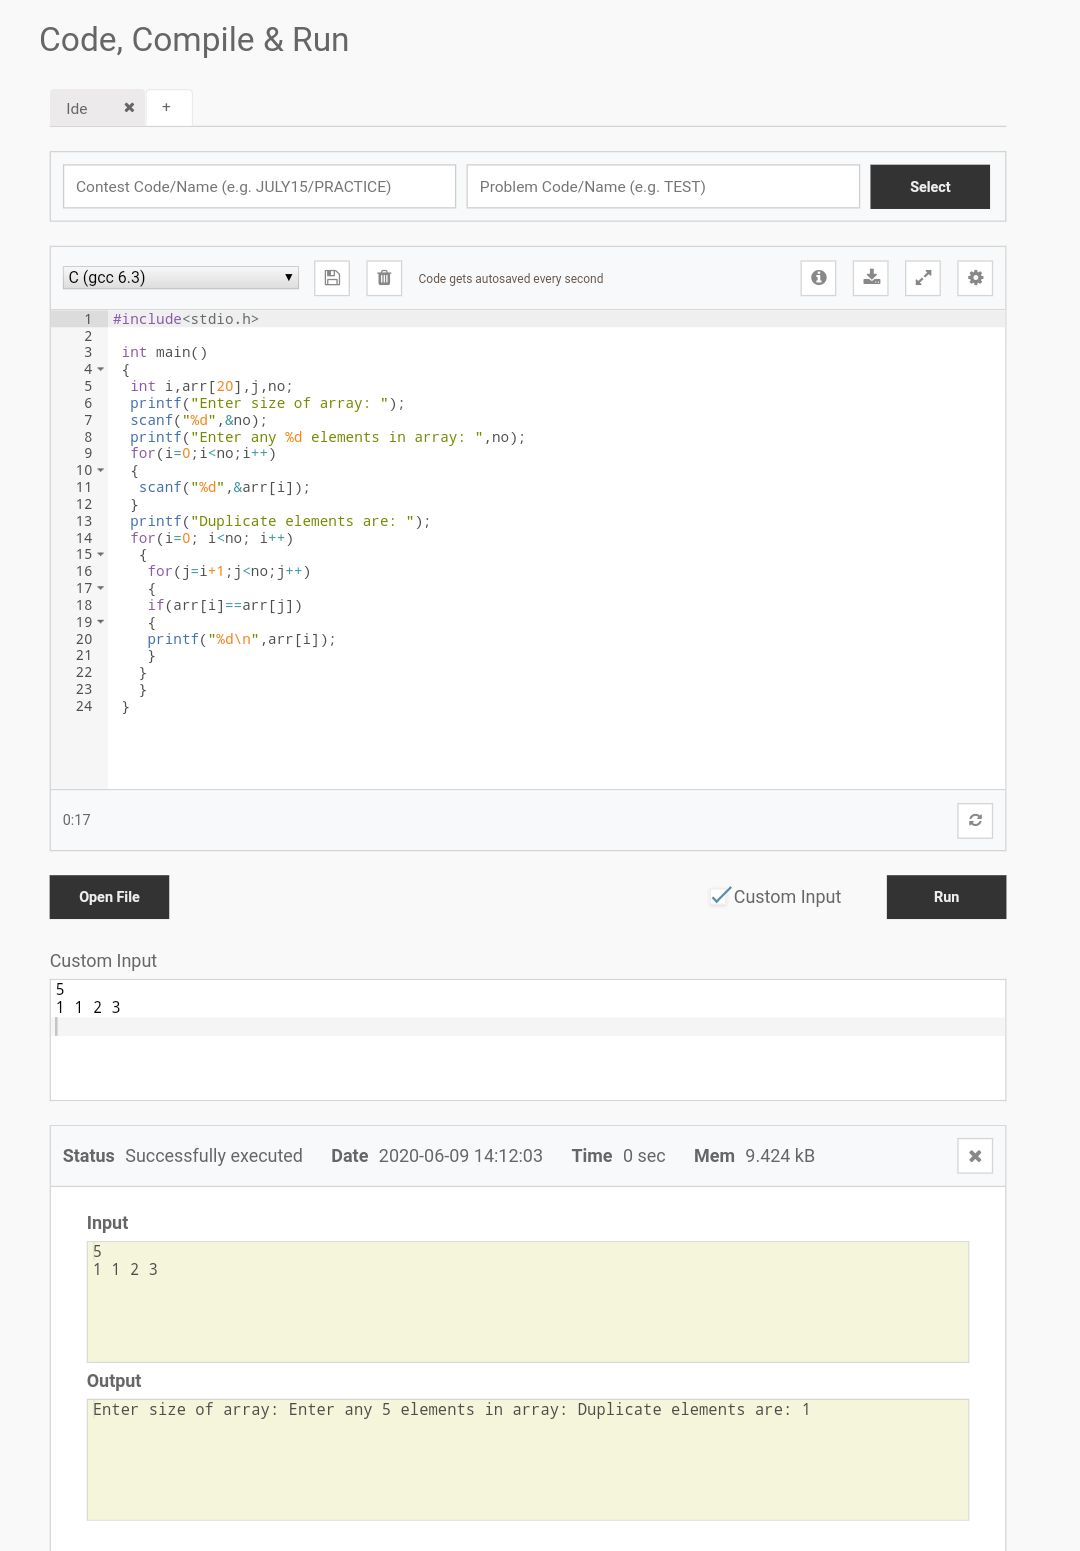 Code, Compile & Run
Ide ✖ +
Contest Code/Name (e.g. JULY15/PRACTICE) Problem Code/Name (e.g. TEST) Select
C (gcc 6.3) Code gets autosaved every second
1 #include<stdio.h>
2
3 int main()
4 {
5 int i,arr[20],j,no;
6 printf("Enter size of array: ");
7 scanf("%d",&no);
8 printf("Enter any %d elements in array: ",no);
9 for(i=0;i<no;i++)
10 {
11 scanf("%d",&arr[i]);
12 }
13 printf("Duplicate elements are: ");
14 for(i=0; i<no; i++)
15 {
16 for(j=i+1;j<no;j++)
17 {
18 if(arr[i]==arr[j])
19 {
20 printf("%d\n",arr[i]);
21 }
22 }
23 }
24 }
0:17
Open File Custom Input Run
Custom Input
5
1 1 2 3
Status Successfully executed Date 2020-06-09 14:12:03 Time 0 sec Mem 9.424 kB
Input
5
1 1 2 3
Output
Enter size of array: Enter any 5 elements in array: Duplicate elements are: 1